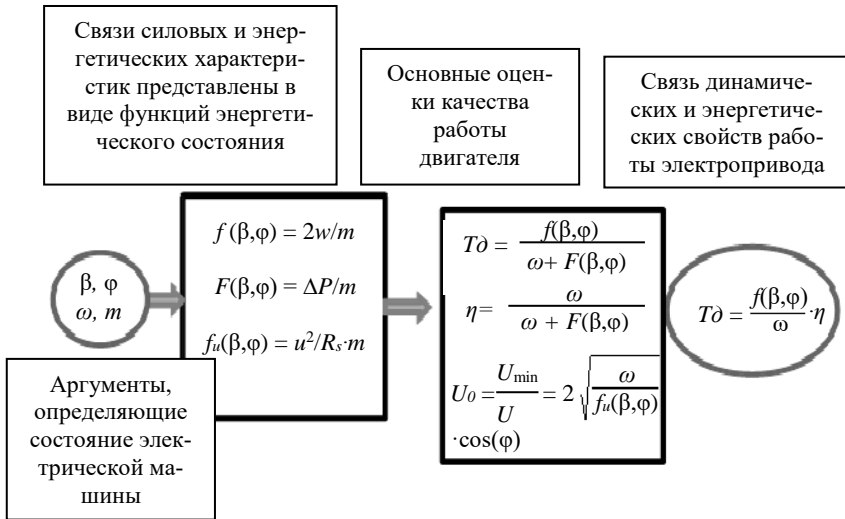 Связи силовых и энер-
гетических характери-
стик представлены в
виде функций энергети-
ческого состояния
Основные оцен-
ки качества
работы
двигателя
Связь динамиче-
ских и энергетиче-
ских свойств рабо-
ты электропривода
β, φ
ω, m
f (β,φ) = 2w/m
F(β,φ) = ΔP/m
fu(β,φ) = u²/Rs·m
Tд = f(β,φ) / ω+ F(β,φ)
η= ω / ω + F(β,φ)
U0 = Umin / U = 2 √ ω / fu(β,φ)
·cos(φ)
Tд = f(β,φ) / ω ·η
Аргументы,
определяющие
состояние элек-
трической ма-
шины